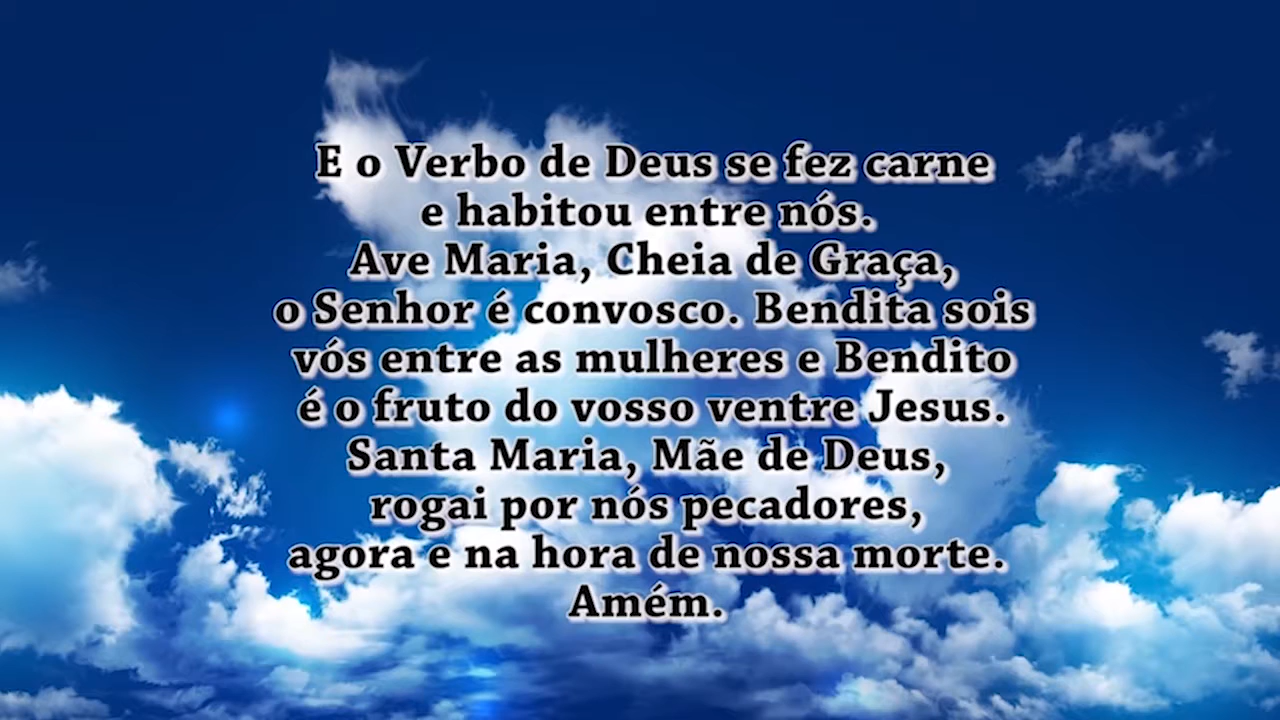 E o Verbo de Deus se fez carne
e habitou entre nós.
Ave Maria, Cheia de Graça,
o Senhor é convosco. Bendita sois
vós entre as mulheres e Bendito
é o fruto do vosso ventre Jesus.
Santa Maria, Mãe de Deus,
rogai por nós pecadores,
agora e na hora de nossa morte.
Amém.